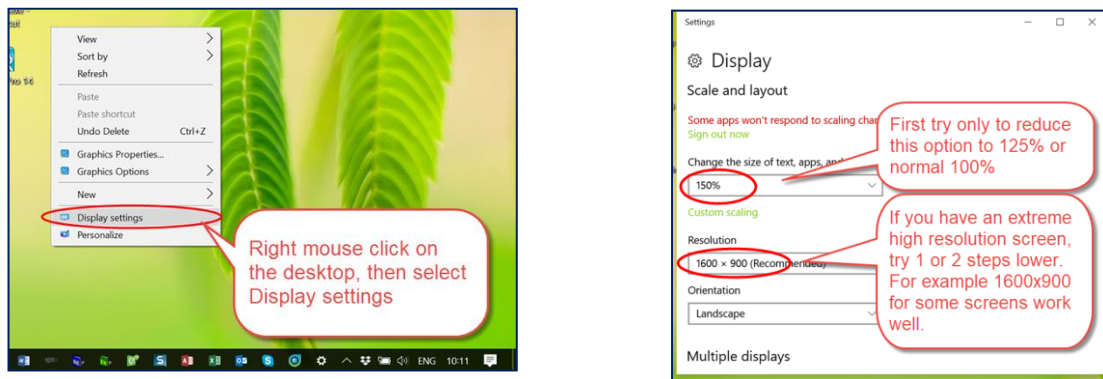 View
Sort by
Refresh
Paste
Paste shortcut
Undo Delete Ctrl+Z
Graphics Properties...
Graphics Options
New
Display settings
Personalize
Right mouse click on
the desktop, then select
Display settings
ENG 10:11
Settings
Display
Scale and layout
Some apps won't respond to scaling
Sign out now
Change the size of text, apps,
150%
Custom scaling
Resolution
1600 × 900 (Recommended)
Orientation
Landscape
Multiple displays
First try only to reduce
this option to 125% or
normal 100%
If you have an extreme
high resolution screen,
try 1 or 2 steps lower.
For example 1600x900
for some screens work
well.